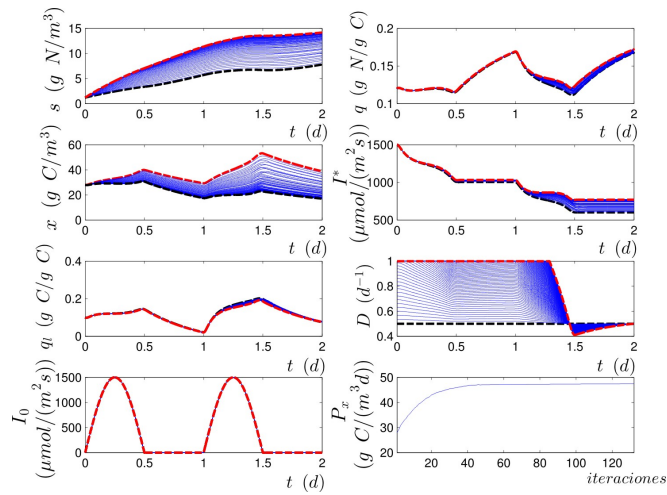 s (g N/m³)
15
10
5
0
0 0.5 1 1.5 2
t (d)
q (g N/g C)
0.2
0.15
0.1
0 0.5 1 1.5 2
t (d)
x (g C/m³)
60
40
20
0
0 0.5 1 1.5 2
t (d)
I* (μmol/(m²s))
1500
1000
500
0 0.5 1 1.5 2
t (d)
qₗ (g C/g C)
0.4
0.2
0
0 0.5 1 1.5 2
t (d)
D (d⁻¹)
1
0.8
0.6
0.4
0 0.5 1 1.5 2
t (d)
I₀ (μmol/(m²s))
1500
1000
500
0
0 0.5 1 1.5 2
t (d)
Pₓ (g C/(m³d))
50
40
30
20
20 40 60 80 100 120
iteraciones